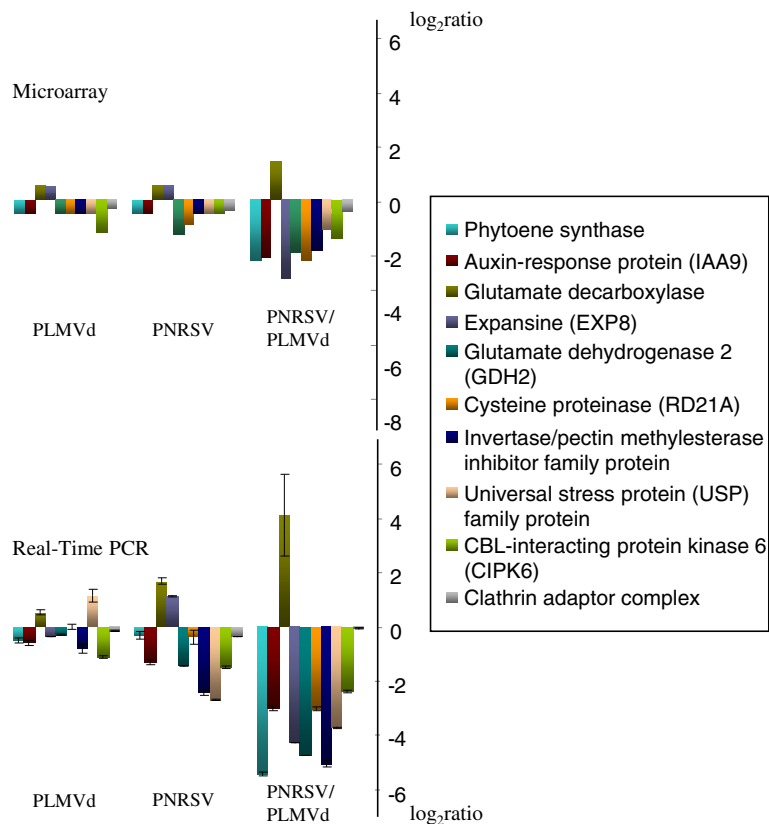 log2ratio
6
4
Microarray
2
0
-2
-4
PLMVd
PNRSV
PNRSV/
PLMVd
-6
-8
Phytoene synthase
Auxin-response protein (IAA9)
Glutamate decarboxylase
Expansine (EXP8)
Glutamate dehydrogenase 2
(GDH2)
Cysteine proteinase (RD21A)
Invertase/pectin methylesterase
inhibitor family protein
Universal stress protein (USP)
family protein
CBL-interacting protein kinase 6
(CIPK6)
Clathrin adaptor complex
6
4
Real-Time PCR
2
0
-2
-4
-6
PLMVd
PNRSV
PNRSV/
PLMVd
log2ratio